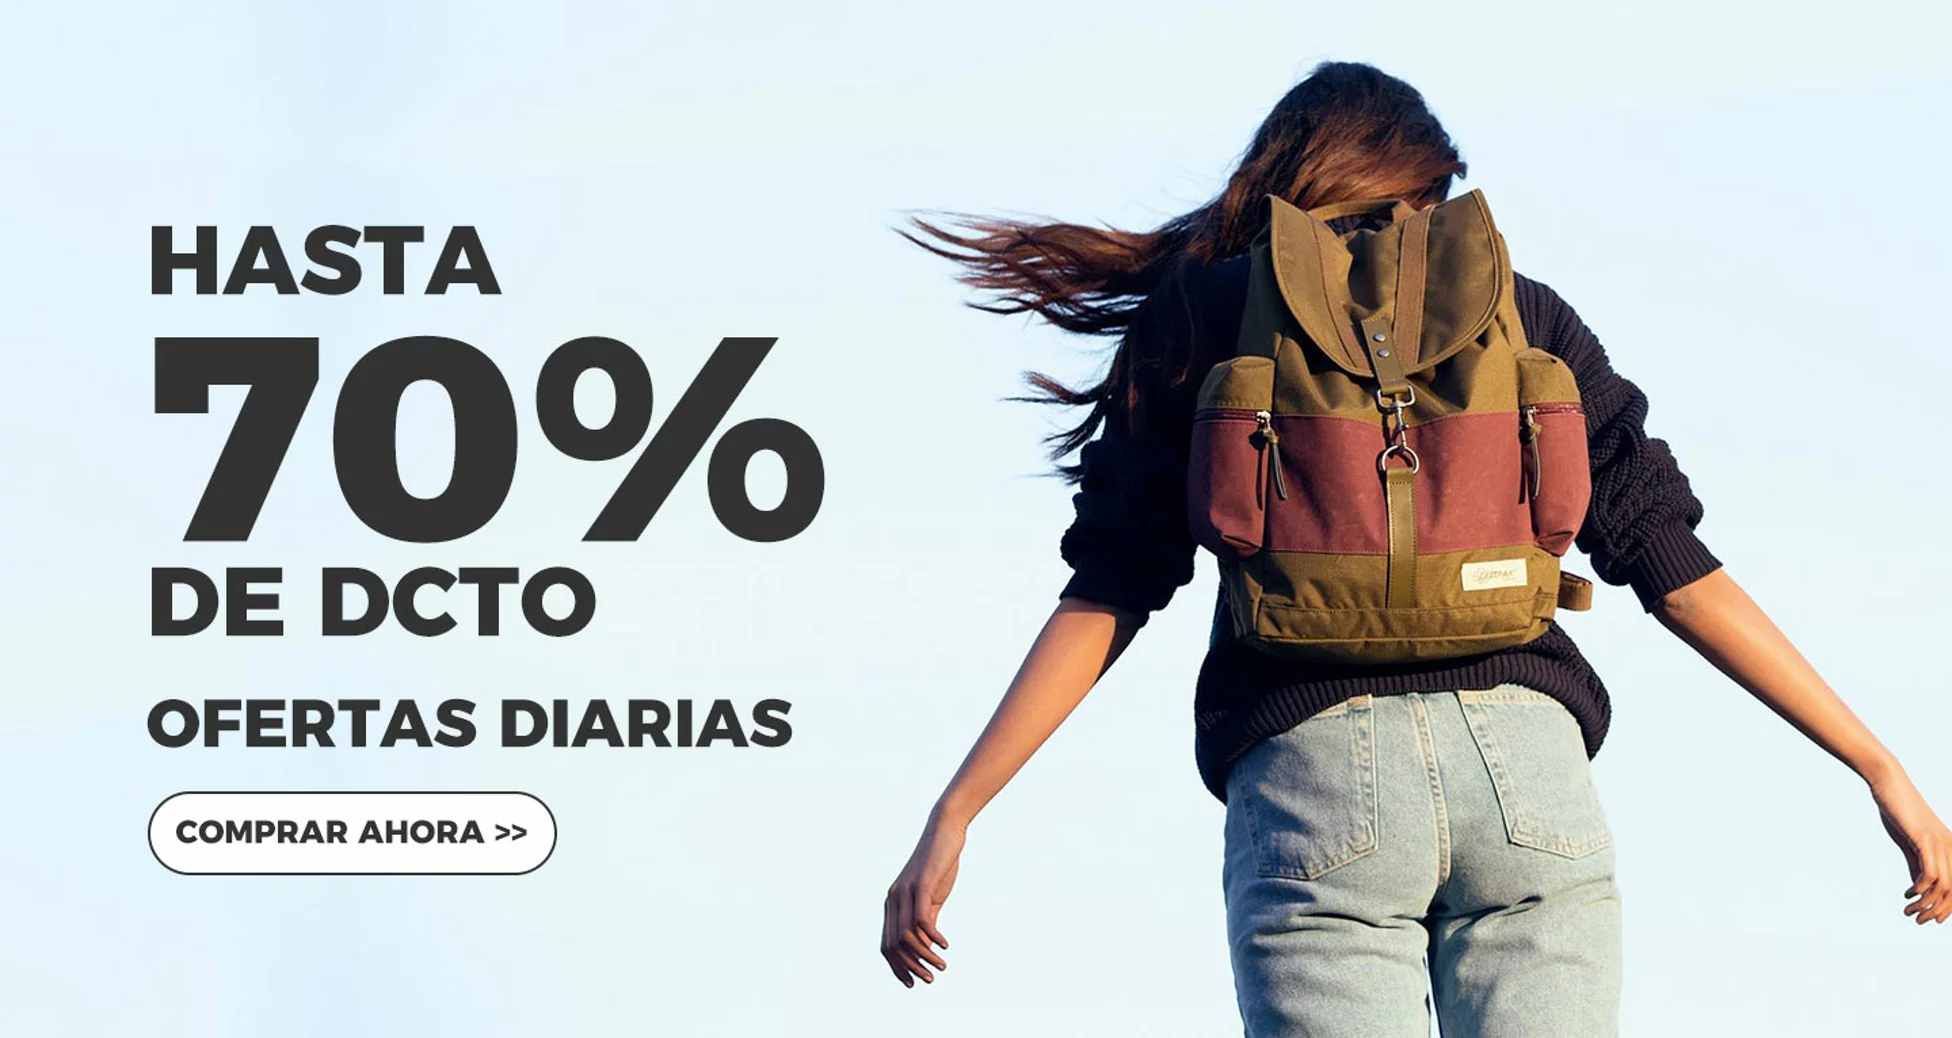 HASTA
70%
DE DCTO
OFERTAS DIARIAS
COMPRAR AHORA >>